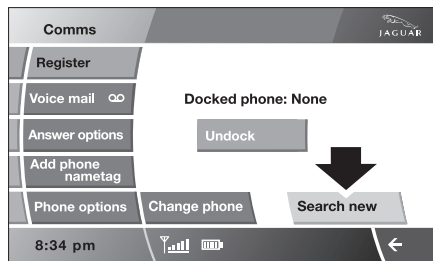 Comms
JAGUAR
Register
Voice mail
Docked phone: None
Answer options
Undock
Add phone
nametag
Phone options
Change phone
Search new
8:34 pm